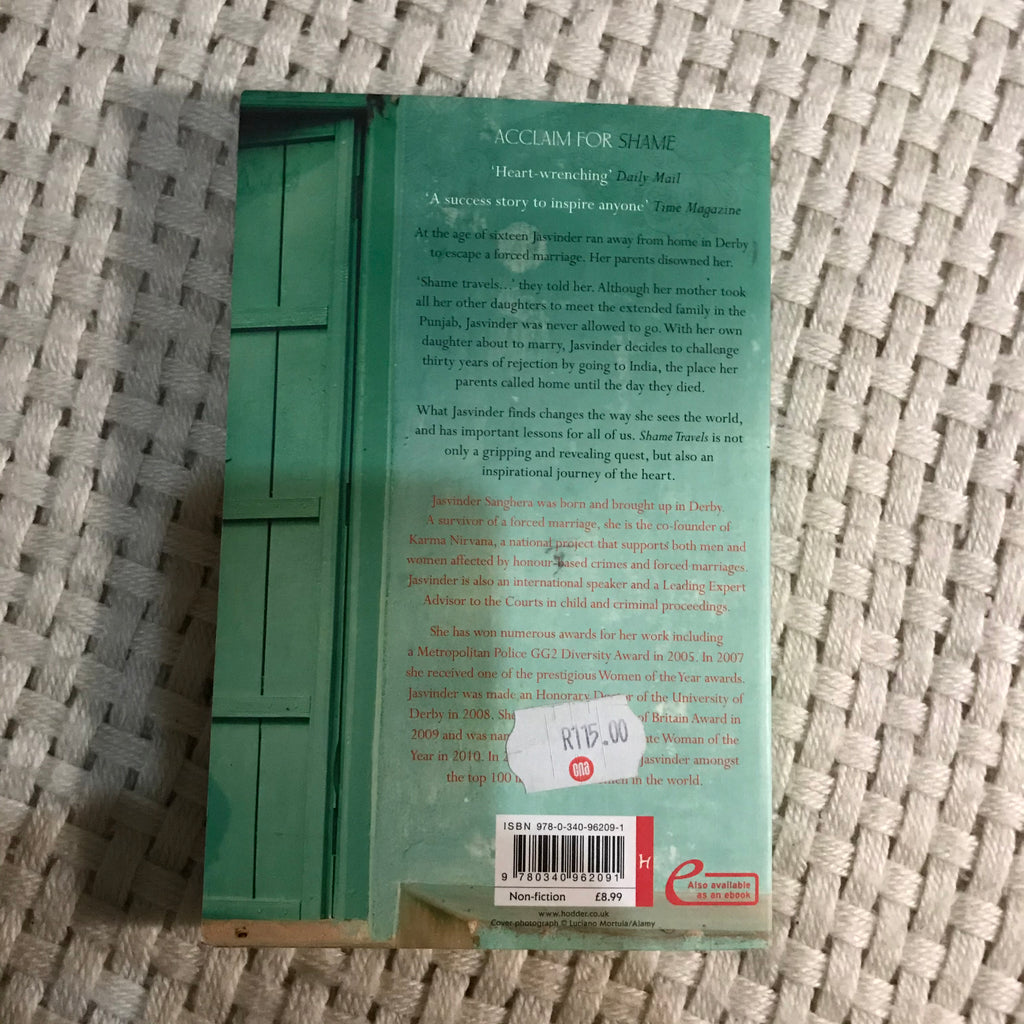 ACCLAIM FOR SHAME
'Heart-wrenching' Daily Mail
'A success story to inspire anyone' Time Magazine
At the age of sixteen Jasvinder ran away from home in Derby
to escape a forced marriage. Her parents disowned her.
'Shame travels...' they told her. Although her mother took
all her other daughters to meet the extended family in the
Punjab, Jasvinder was never allowed to go. With her own
daughter about to marry, Jasvinder decides to challenge
thirty years of rejection by going to India, the place her
parents called home until the day they died.
What Jasvinder finds changes the way she sees the world,
and has important lessons for all of us. Shame Travels is not
only a gripping and revealing quest, but also an
inspirational journey of the heart.
Jasvinder Sanghera was born and brought up in Derby.
A survivor of a forced marriage, she is the co-founder of
Karma Nirvana, a national project that supports both men and
women affected by honour-based crimes and forced marriages.
Jasvinder is also an international speaker and a Leading Expert
Advisor to the Courts in child and criminal proceedings.
She has won numerous awards for her work including
a Metropolitan Police GG2 Diversity Award in 2005. In 2007
she received one of the prestigious Women of the Year awards.
Jasvinder was made an Honorary of the University of
Derby in 2008. She of Britain Award in
2009 and was Woman of the
Year in 2010. In Jasvinder amongst
the top 100 in the world.
R115.00
cna
ISBN 978-0-340-96209-1
9 780340 962091
Non-fiction £8.99
H
e
Also available
as an ebook
www.hodder.co.uk
Cover photograph © Luciano Mortula/Alamy